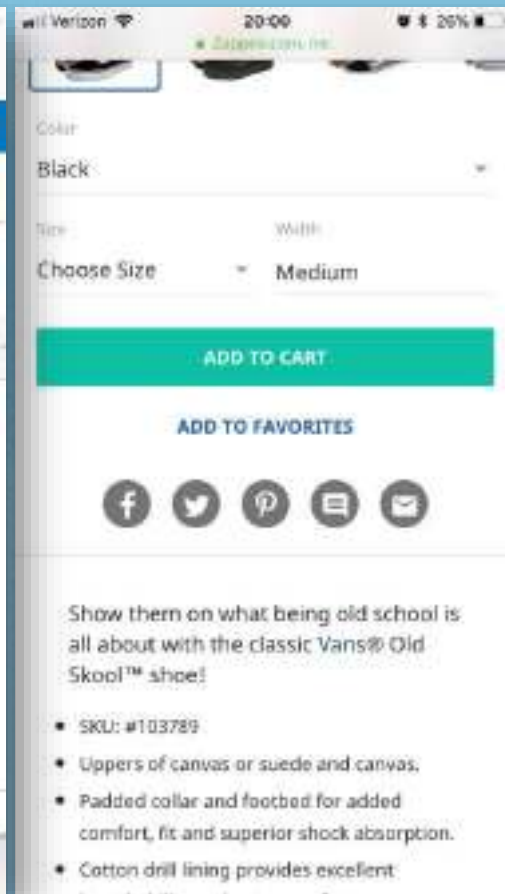 Verizon 20:00 26%
Color
Black
Size Width
Choose Size Medium
ADD TO CART
ADD TO FAVORITES
Show them on what being old school is
all about with the classic Vans® Old
Skool™ shoe!
• SKU: #103789
• Uppers of canvas or suede and canvas.
• Padded collar and footbed for added
comfort, fit and superior shock absorption.
• Cotton drill lining provides excellent